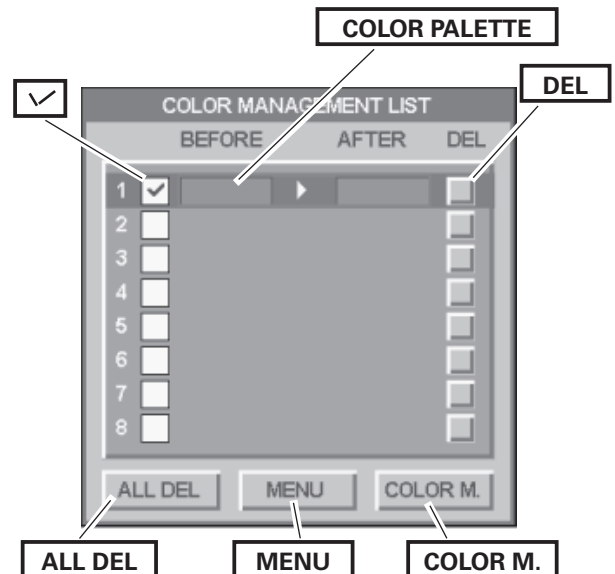 COLOR PALETTE
DEL
COLOR MANAGEMENT LIST
BEFORE AFTER DEL
1
2
3
4
5
6
7
8
ALL DEL MENU COLOR M.
ALL DEL MENU COLOR M.